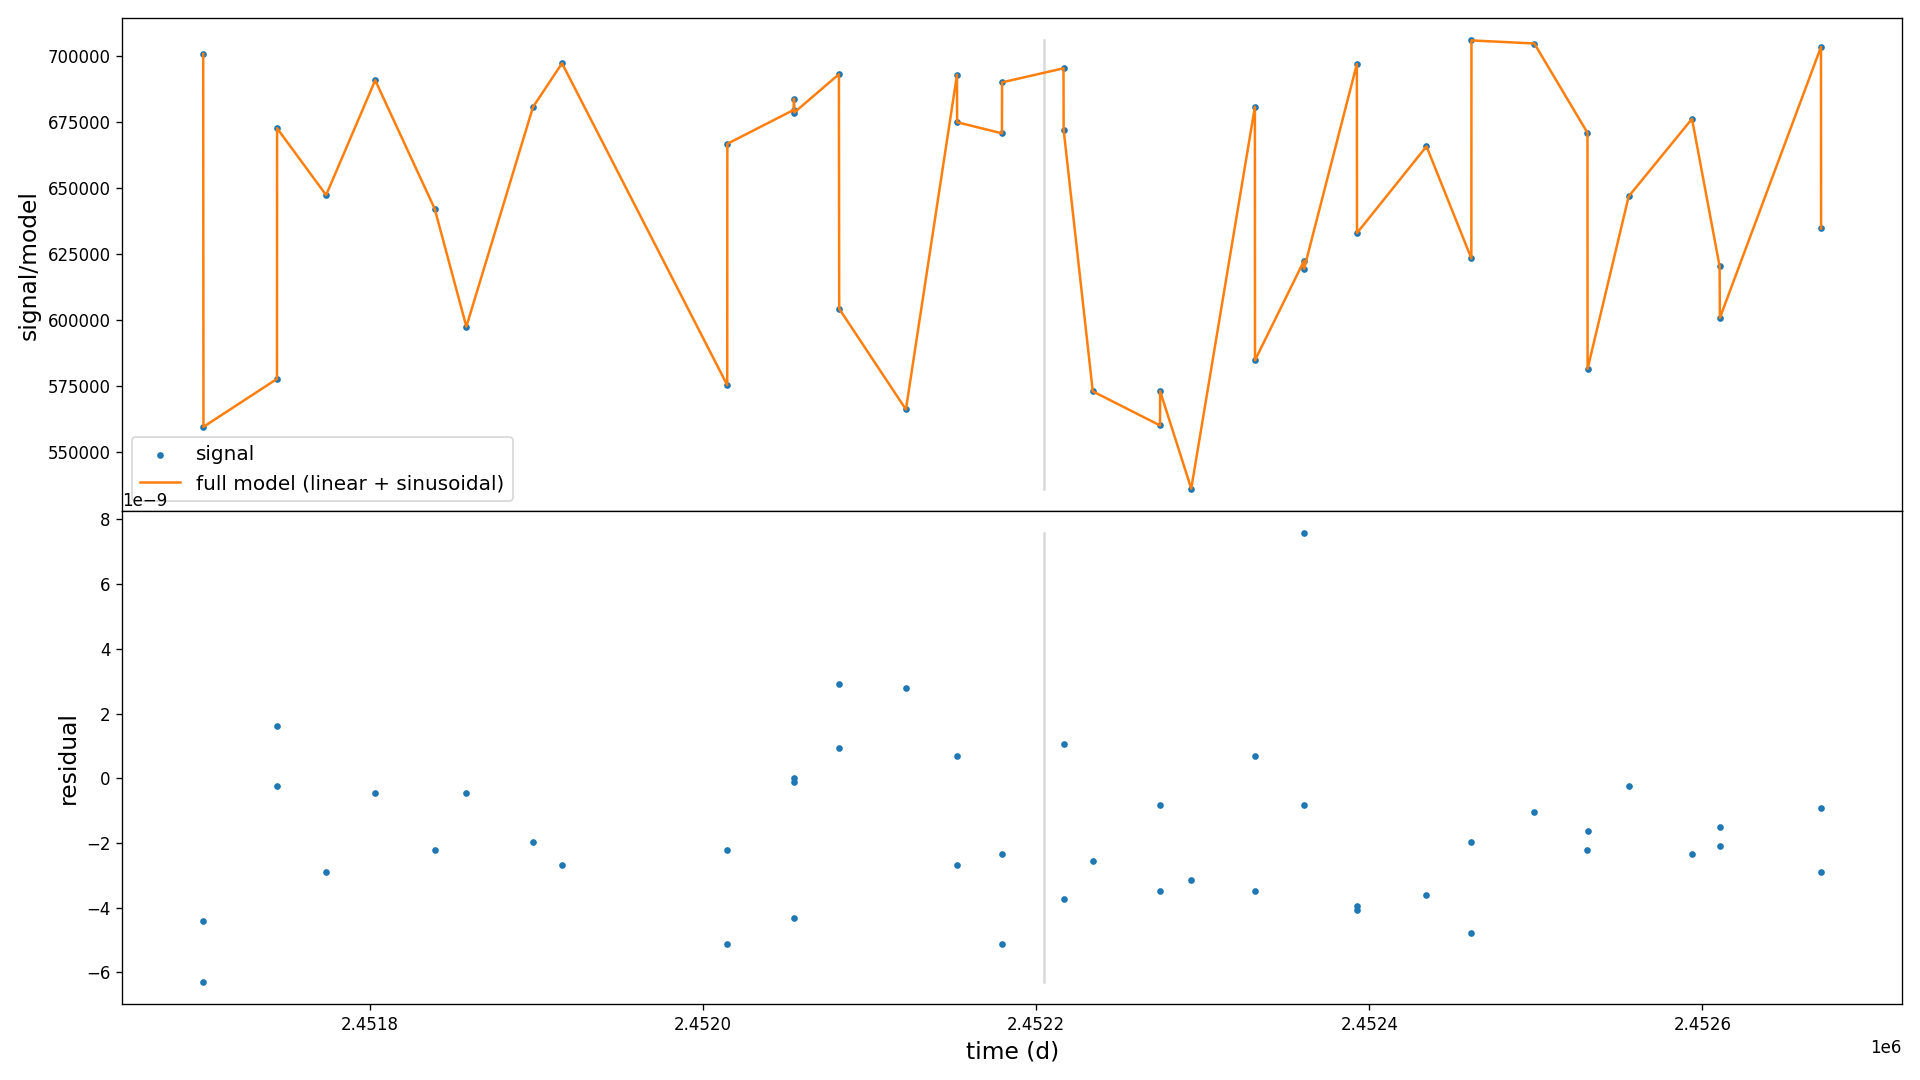 700000
675000
650000
625000
600000
575000
550000
signal/model
signal
full model (linear + sinusoidal)
1e−9
8
6
4
2
0
−2
−4
−6
residual
2.4518
2.4520
2.4522
2.4524
2.4526
time (d)
1e6